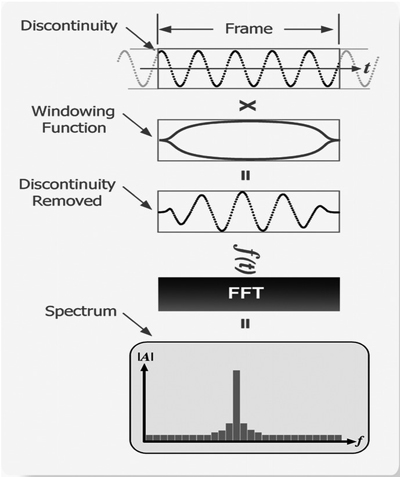 Discontinuity
Frame
t
X
Windowing
Function
=
Discontinuity
Removed
f(t)
FFT
=
Spectrum
|A|
f